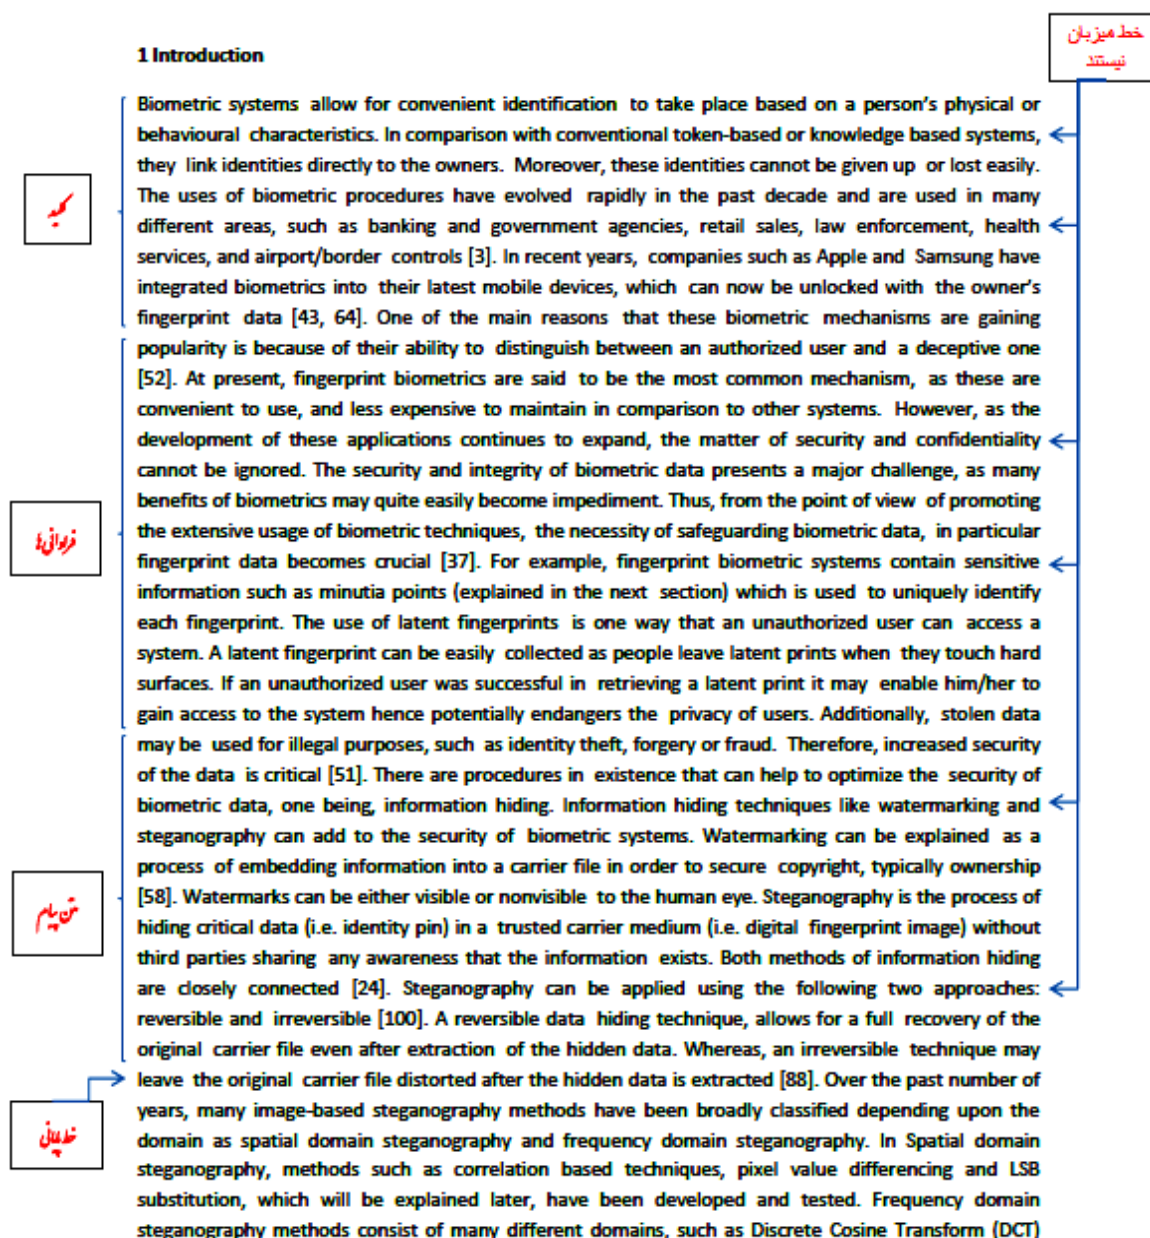 خط میزبان
نیستند
1 Introduction
Biometric systems allow for convenient identification to take place based on a person's physical or
behavioural characteristics. In comparison with conventional token-based or knowledge based systems,
they link identities directly to the owners. Moreover, these identities cannot be given up or lost easily.
The uses of biometric procedures have evolved rapidly in the past decade and are used in many
different areas, such as banking and government agencies, retail sales, law enforcement, health
services, and airport/border controls [3]. In recent years, companies such as Apple and Samsung have
integrated biometrics into their latest mobile devices, which can now be unlocked with the owner's
fingerprint data [43, 64]. One of the main reasons that these biometric mechanisms are gaining
popularity is because of their ability to distinguish between an authorized user and a deceptive one
[52]. At present, fingerprint biometrics are said to be the most common mechanism, as these are
convenient to use, and less expensive to maintain in comparison to other systems. However, as the
development of these applications continues to expand, the matter of security and confidentiality
cannot be ignored. The security and integrity of biometric data presents a major challenge, as many
benefits of biometrics may quite easily become impediment. Thus, from the point of view of promoting
the extensive usage of biometric techniques, the necessity of safeguarding biometric data, in particular
fingerprint data becomes crucial [37]. For example, fingerprint biometric systems contain sensitive
information such as minutia points (explained in the next section) which is used to uniquely identify
each fingerprint. The use of latent fingerprints is one way that an unauthorized user can access a
system. A latent fingerprint can be easily collected as people leave latent prints when they touch hard
surfaces. If an unauthorized user was successful in retrieving a latent print it may enable him/her to
gain access to the system hence potentially endangers the privacy of users. Additionally, stolen data
may be used for illegal purposes, such as identity theft, forgery or fraud. Therefore, increased security
of the data is critical [51]. There are procedures in existence that can help to optimize the security of
biometric data, one being, information hiding. Information hiding techniques like watermarking and
steganography can add to the security of biometric systems. Watermarking can be explained as a
process of embedding information into a carrier file in order to secure copyright, typically ownership
[58]. Watermarks can be either visible or nonvisible to the human eye. Steganography is the process of
hiding critical data (i.e. identity pin) in a trusted carrier medium (i.e. digital fingerprint image) without
third parties sharing any awareness that the information exists. Both methods of information hiding
are closely connected [24]. Steganography can be applied using the following two approaches:
reversible and irreversible [100]. A reversible data hiding technique, allows for a full recovery of the
original carrier file even after extraction of the hidden data. Whereas, an irreversible technique may
leave the original carrier file distorted after the hidden data is extracted [88]. Over the past number of
years, many image-based steganography methods have been broadly classified depending upon the
domain as spatial domain steganography and frequency domain steganography. In Spatial domain
steganography, methods such as correlation based techniques, pixel value differencing and LSB
substitution, which will be explained later, have been developed and tested. Frequency domain
steganography methods consist of many different domains, such as Discrete Cosine Transform (DCT)
کلید
فراوانی‌ها
متن پیام
خط پایانی